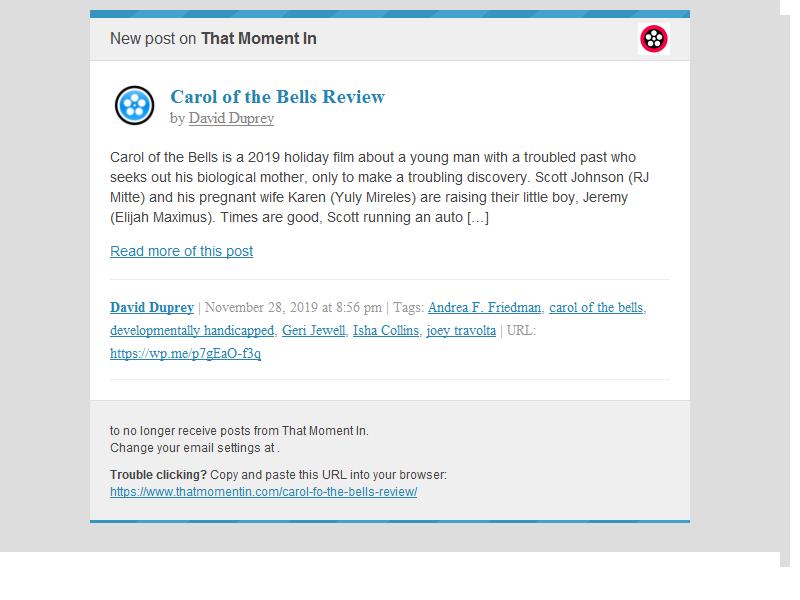 New post on That Moment In
Carol of the Bells Review
by David Duprey
Carol of the Bells is a 2019 holiday film about a young man with a troubled past who
seeks out his biological mother, only to make a troubling discovery. Scott Johnson (RJ
Mitte) and his pregnant wife Karen (Yuly Mireles) are raising their little boy, Jeremy
(Elijah Maximus). Times are good, Scott running an auto […]
Read more of this post
David Duprey | November 28, 2019 at 8:56 pm | Tags: Andrea F. Friedman, carol of the bells,
developmentally handicapped, Geri Jewell, Isha Collins, joey travolta | URL:
https://wp.me/p7gEaO-f3q
to no longer receive posts from That Moment In.
Change your email settings at .
Trouble clicking? Copy and paste this URL into your browser:
https://www.thatmomentin.com/carol-fo-the-bells-review/